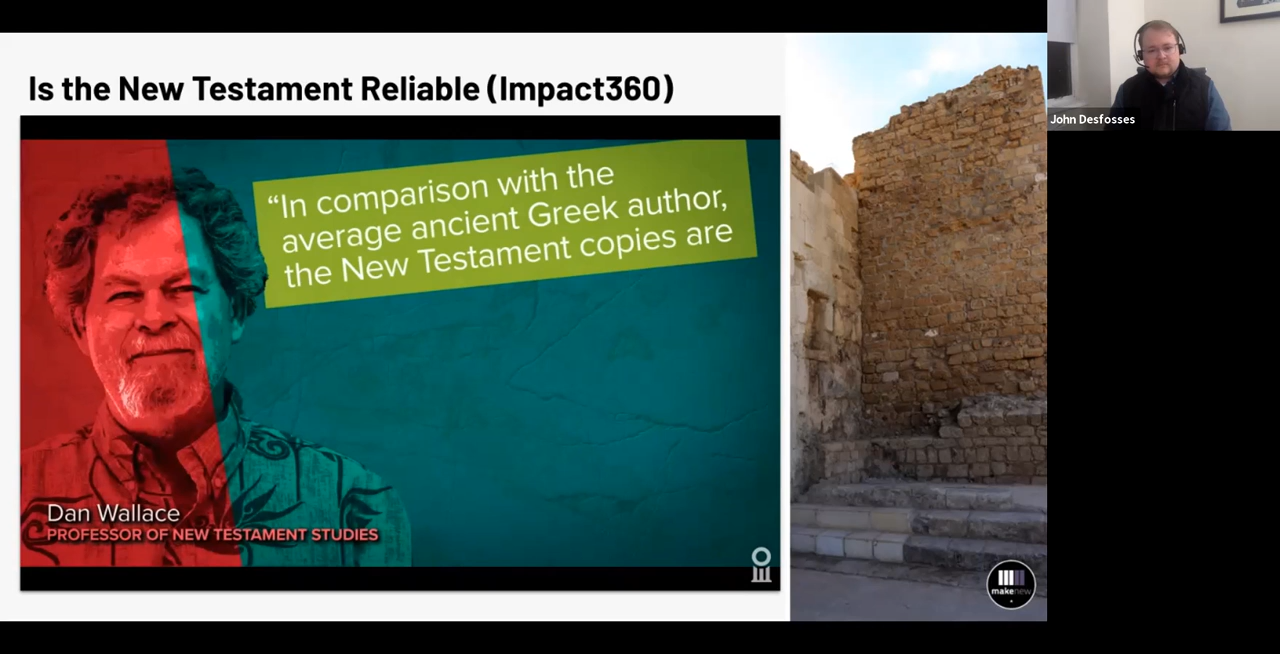 Is the New Testament Reliable (Impact360)
“In comparison with the
average ancient Greek author,
the New Testament copies are
Dan Wallace
PROFESSOR OF NEW TESTAMENT STUDIES
makenew
John Desfosses